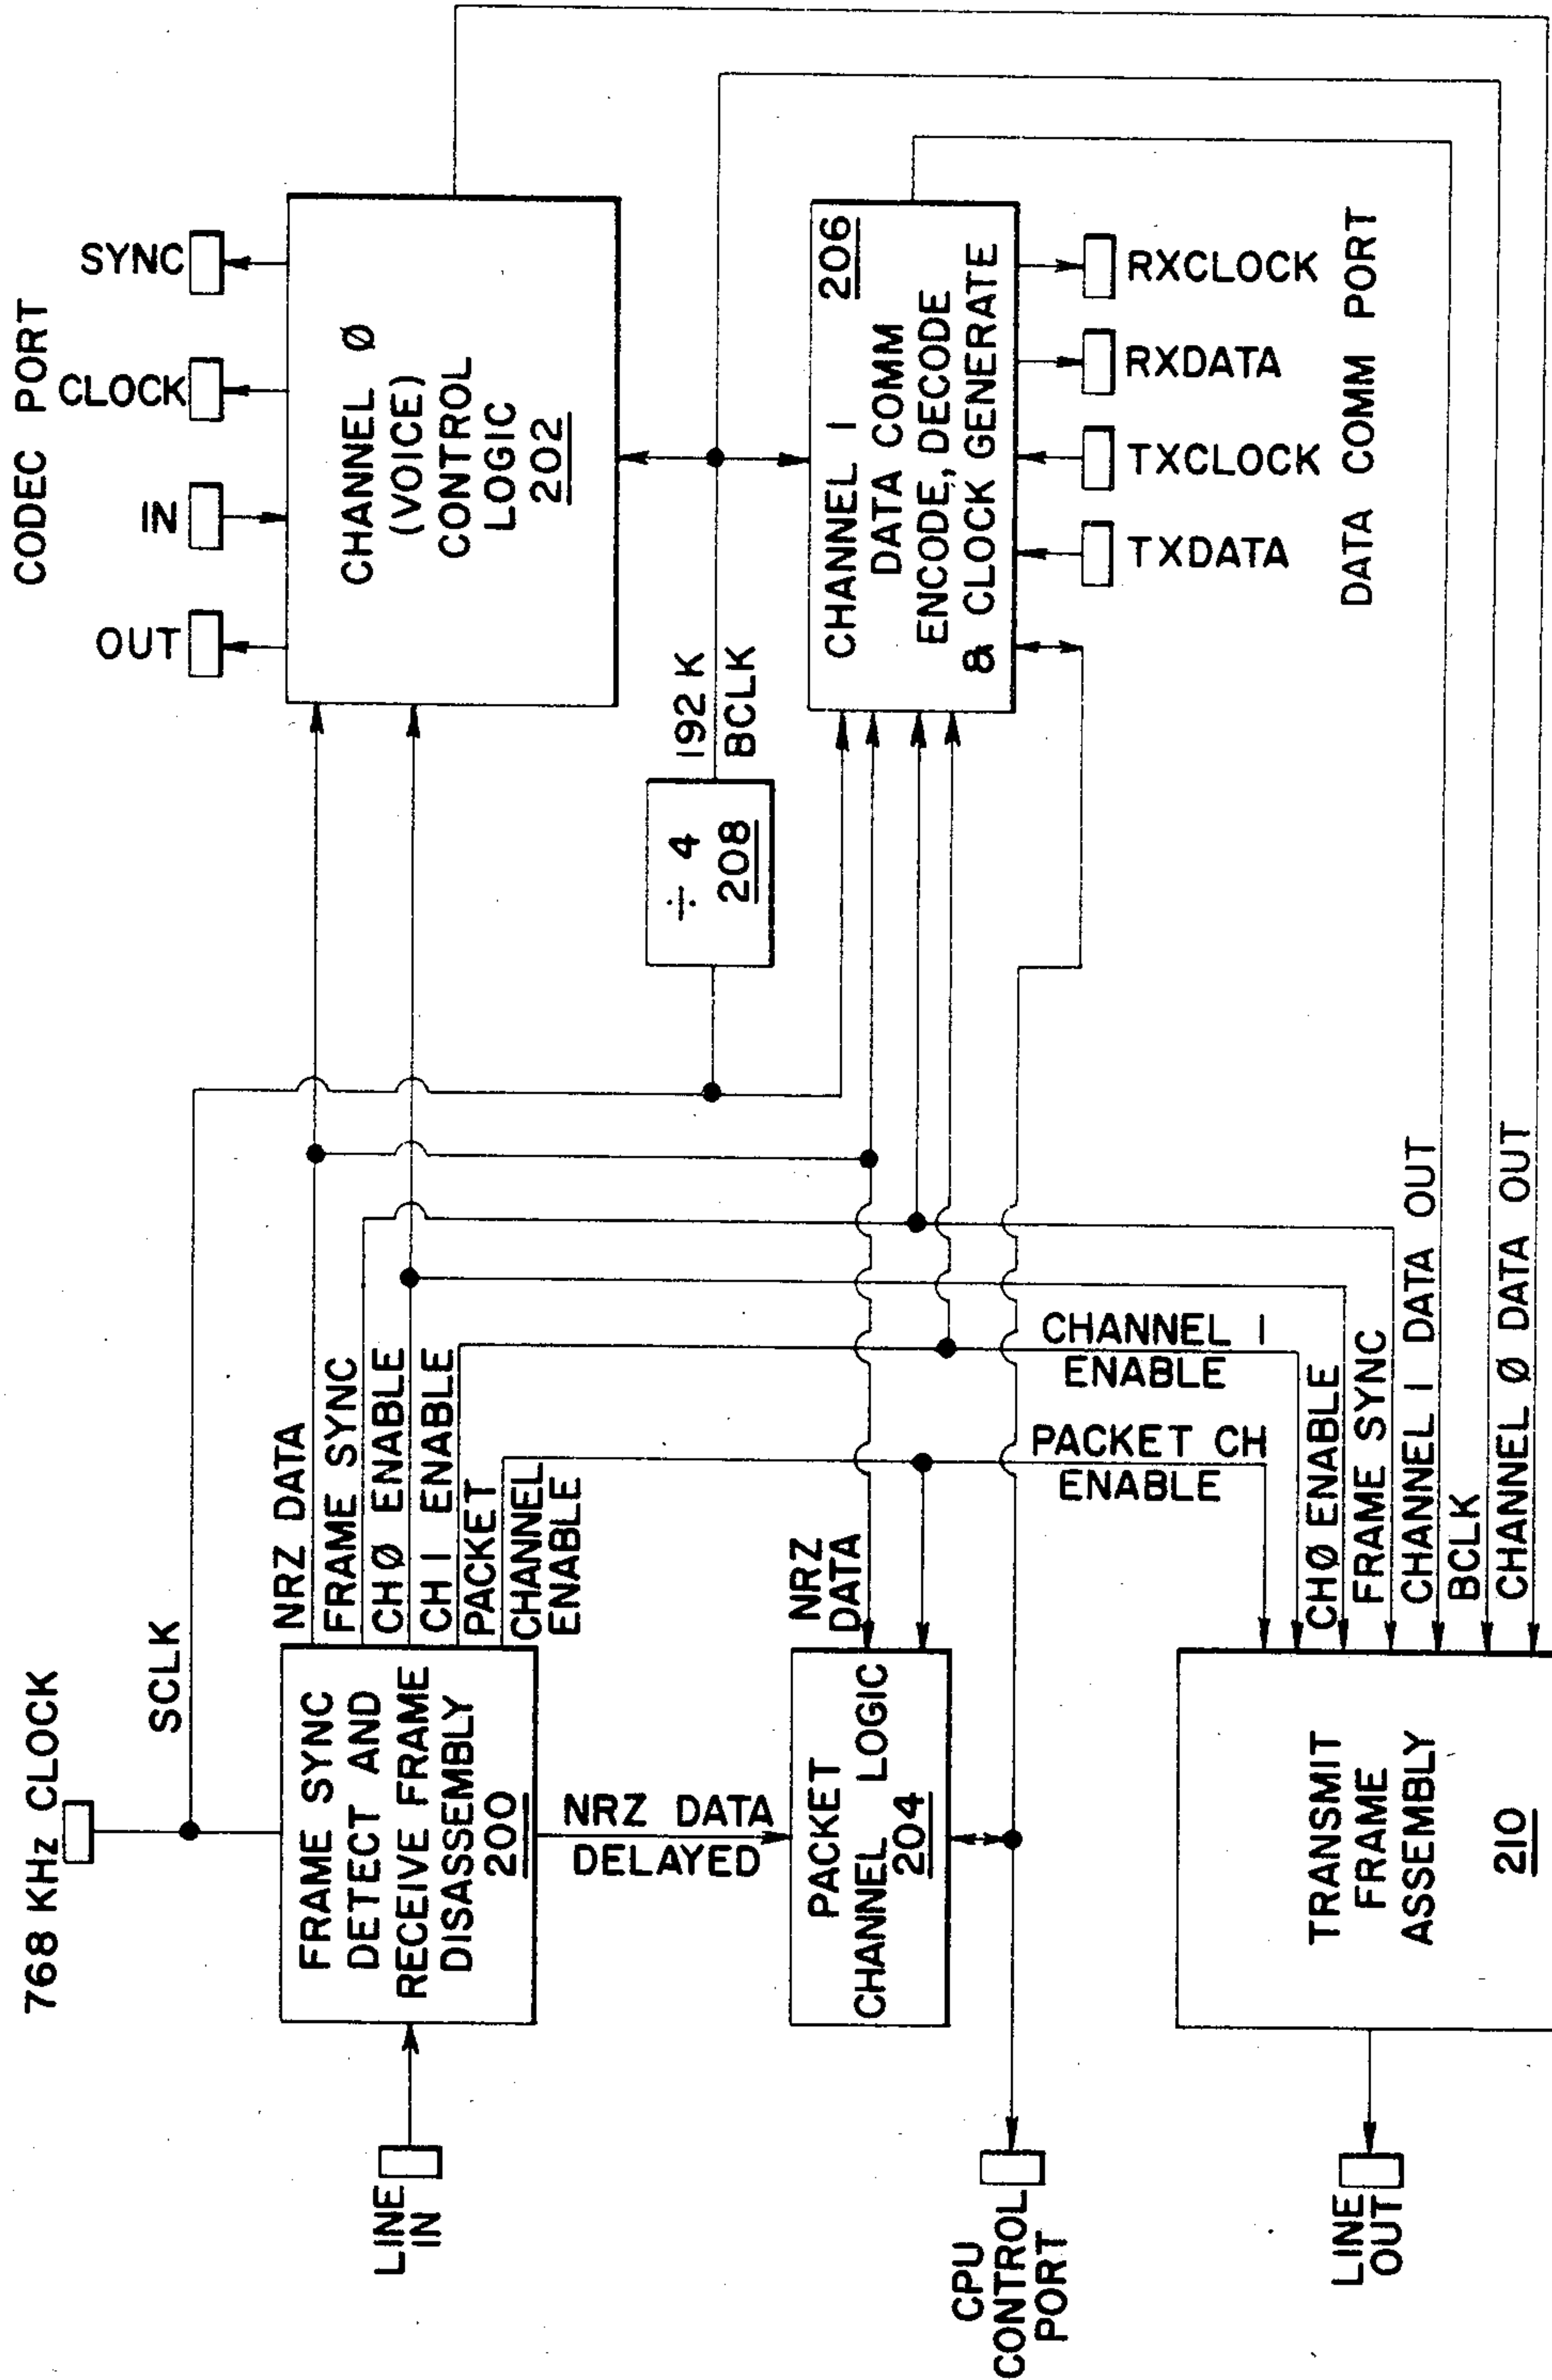 768 KHz CLOCK
SCLK
CODEC PORT
OUT
IN
CLOCK
SYNC
LINE
IN
FRAME SYNC
DETECT AND
RECEIVE FRAME
DISASSEMBLY
200
NRZ DATA
FRAME SYNC
CHØ ENABLE
CH 1 ENABLE
PACKET
CHANNEL
ENABLE
CHANNEL Ø
(VOICE)
CONTROL
LOGIC
202
NRZ DATA
DELAYED
÷ 4
208
192 K
BCLK
PACKET
CHANNEL LOGIC
204
NRZ
DATA
CHANNEL 1
206
DATA COMM
ENCODE, DECODE
& CLOCK GENERATE
TXDATA
TXCLOCK
RXDATA
RXCLOCK
DATA COMM PORT
CPU
CONTROL
PORT
PACKET CH
ENABLE
CHANNEL 1
ENABLE
LINE
OUT
TRANSMIT
FRAME
ASSEMBLY
210
CHØ ENABLE
FRAME SYNC
CHANNEL 1 DATA OUT
BCLK
CHANNEL Ø DATA OUT